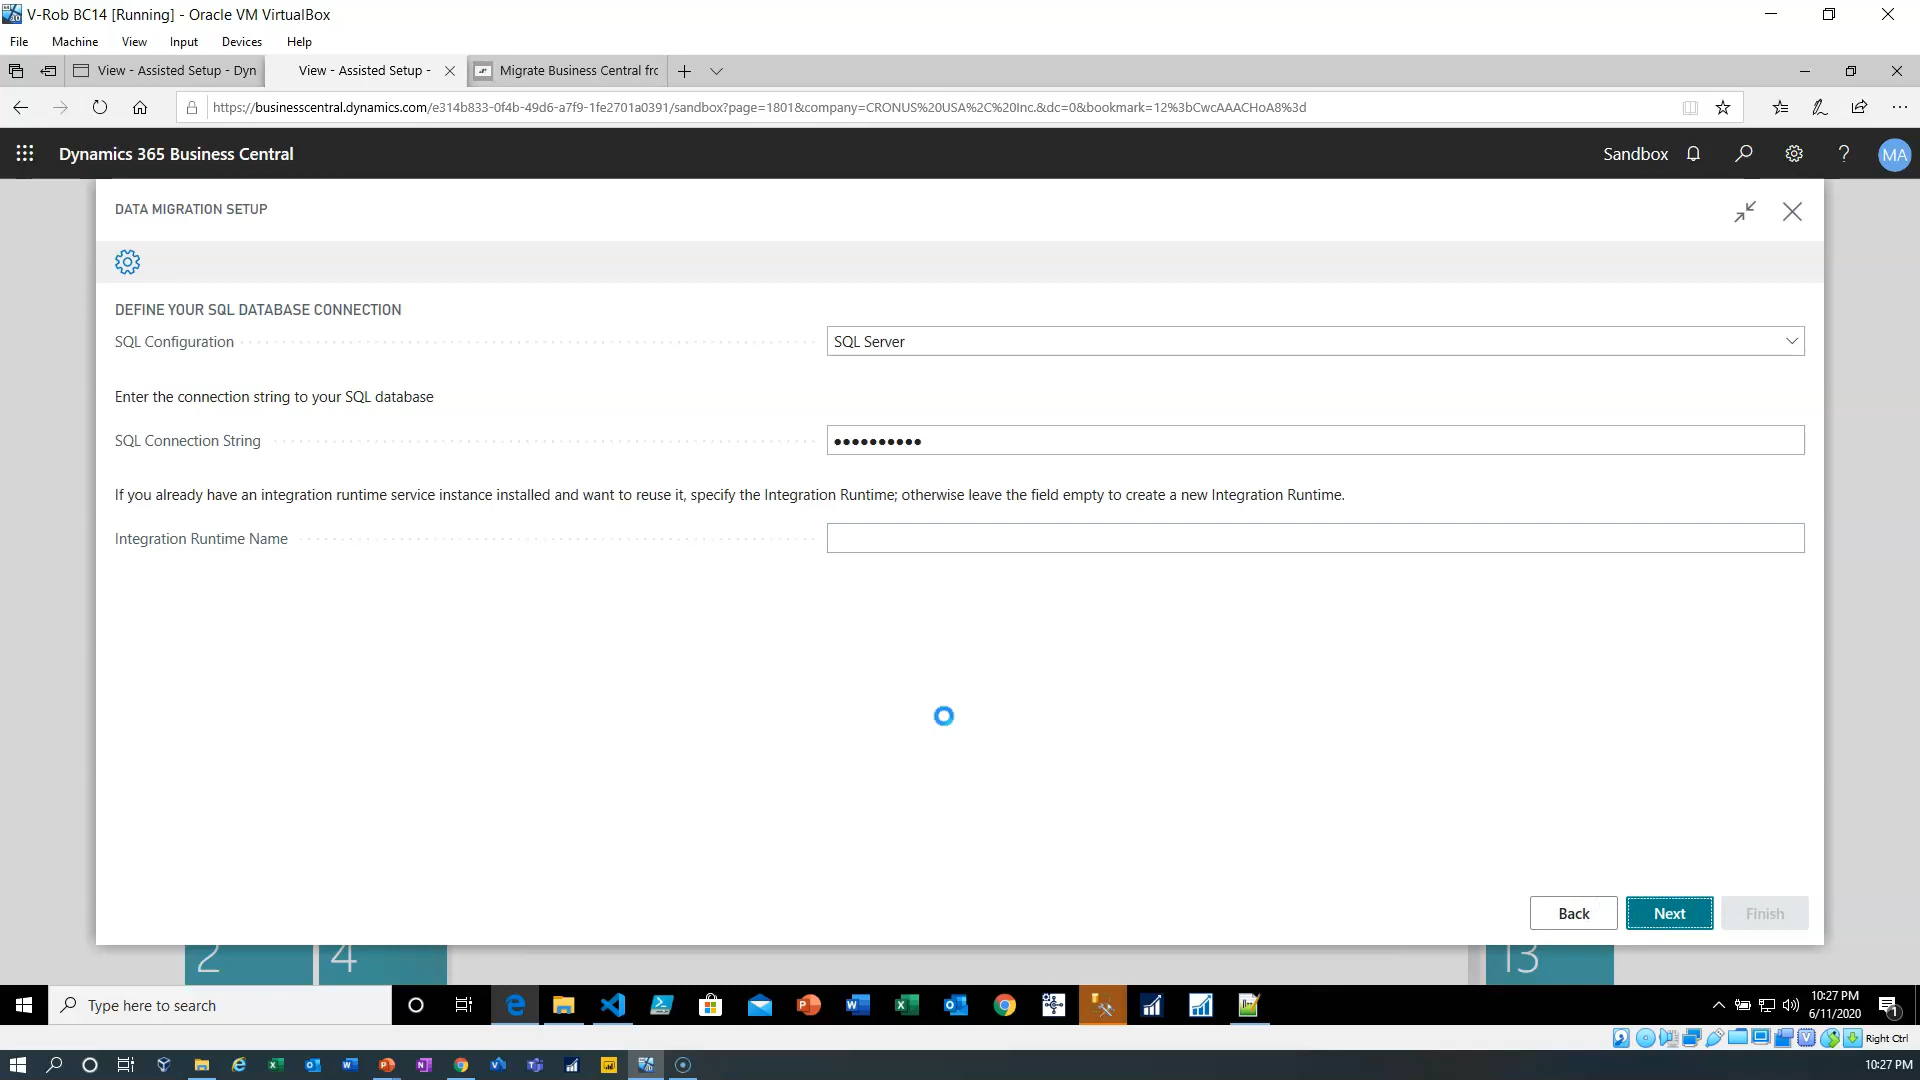 V-Rob BC14 [Running] - Oracle VM VirtualBox
File Machine View Input Devices Help
View - Assisted Setup - Dyn
View - Assisted Setup -
Migrate Business Central frc
https://businesscentral.dynamics.com/e314b833-0f4b-49d6-a7f9-1fe2701a0391/sandbox?page=1801&company=CRONUS%20USA%2C%20Inc.&dc=0&bookmark=12%3bCwcAAACHoA8%3d
Dynamics 365 Business Central
Sandbox
MA
DATA MIGRATION SETUP
DEFINE YOUR SQL DATABASE CONNECTION
SQL Configuration
SQL Server
Enter the connection string to your SQL database
SQL Connection String
••••••••••
If you already have an integration runtime service instance installed and want to reuse it, specify the Integration Runtime; otherwise leave the field empty to create a new Integration Runtime.
Integration Runtime Name
Back
Next
Finish
2
4
13
Type here to search
10:27 PM
6/11/2020
1
Right Ctrl
10:27 PM